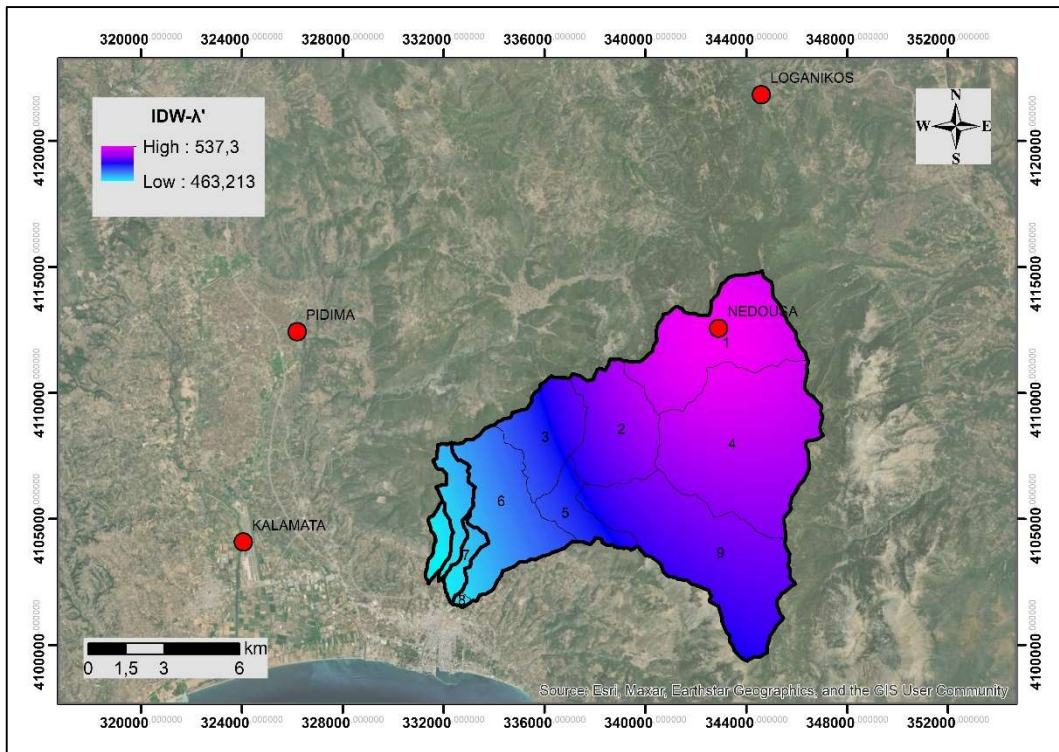 320000,000000 324000,000000 328000,000000 332000,000000 336000,000000 340000,000000 344000,000000 348000,000000 352000,000000
LOGANIKOS
IDW-λ'
High : 537,3
Low : 463,213
N
W E
S
4120000,000000 4120000,000000
4115000,000000 4115000,000000
PIDIMA
NEDOUSA
1
4110000,000000 4110000,000000
3
2
4
6
5
4105000,000000 4105000,000000
KALAMATA
7
9
8
km
0 1,5 3 6
4100000,000000 4100000,000000
Source: Esri, Maxar, Earthstar Geographics, and the GIS User Community
320000,000000 324000,000000 328000,000000 332000,000000 336000,000000 340000,000000 344000,000000 348000,000000 352000,000000